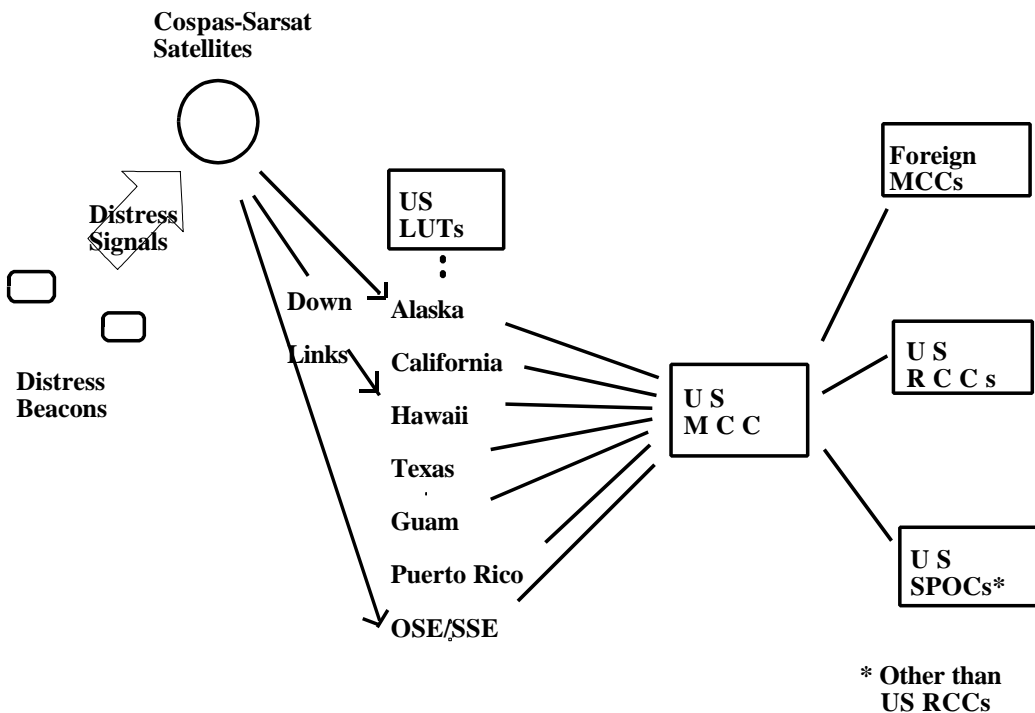 Cospas-Sarsat
Satellites
Distress
Signals
Distress
Beacons
Down
Links
US
LUTs
Alaska
California
Hawaii
Texas
Guam
Puerto Rico
OSE/SSE
U S
M C C
Foreign
MCCs
U S
R C C s
U S
SPOCs*
* Other than
US RCCs